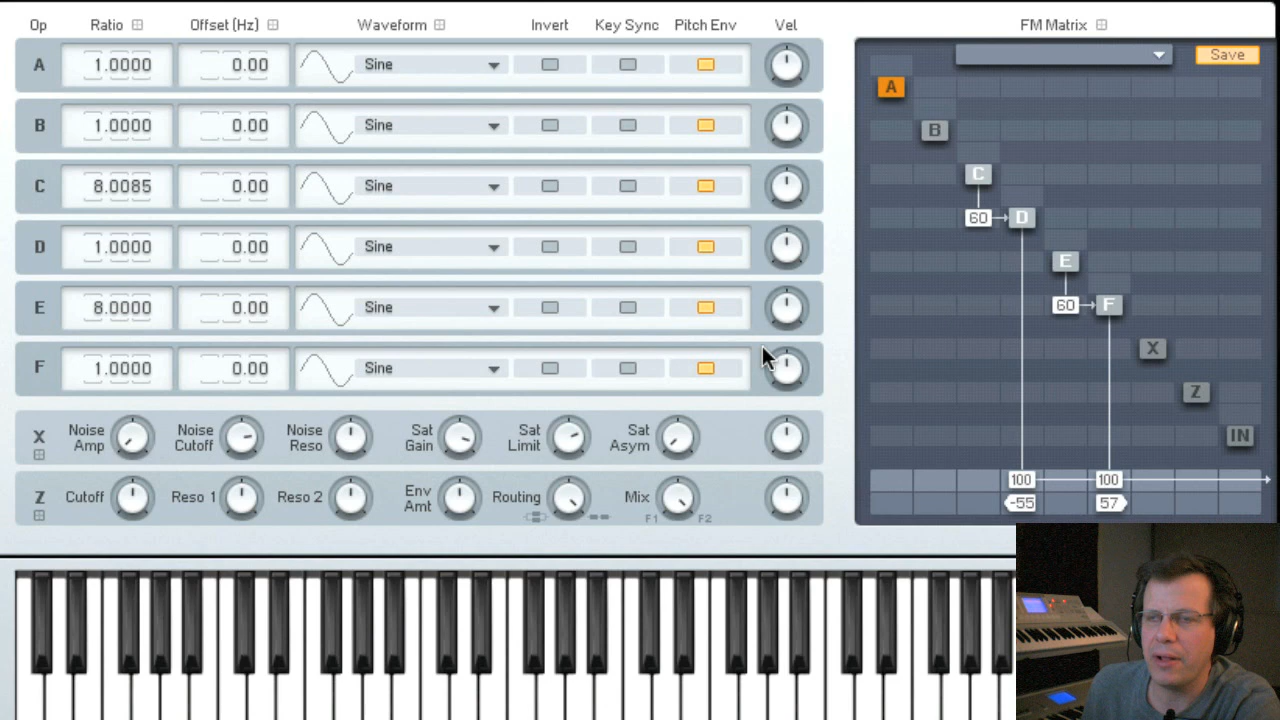 Op Ratio Offset (Hz) Waveform Invert Key Sync Pitch Env Vel FM Matrix
Save
A 1.0000 0.00 Sine
A
B 1.0000 0.00 Sine
B
C 8.0085 0.00 Sine
C
60 D
D 1.0000 0.00 Sine
E
E 8.0000 0.00 Sine
60 F
X
F 1.0000 0.00 Sine
Z
IN
X Noise Amp Noise Cutoff Noise Reso Sat Gain Sat Limit Sat Asym
100 100
-55 57
Z Cutoff Reso 1 Reso 2 Env Amt Routing Mix
F1 F2